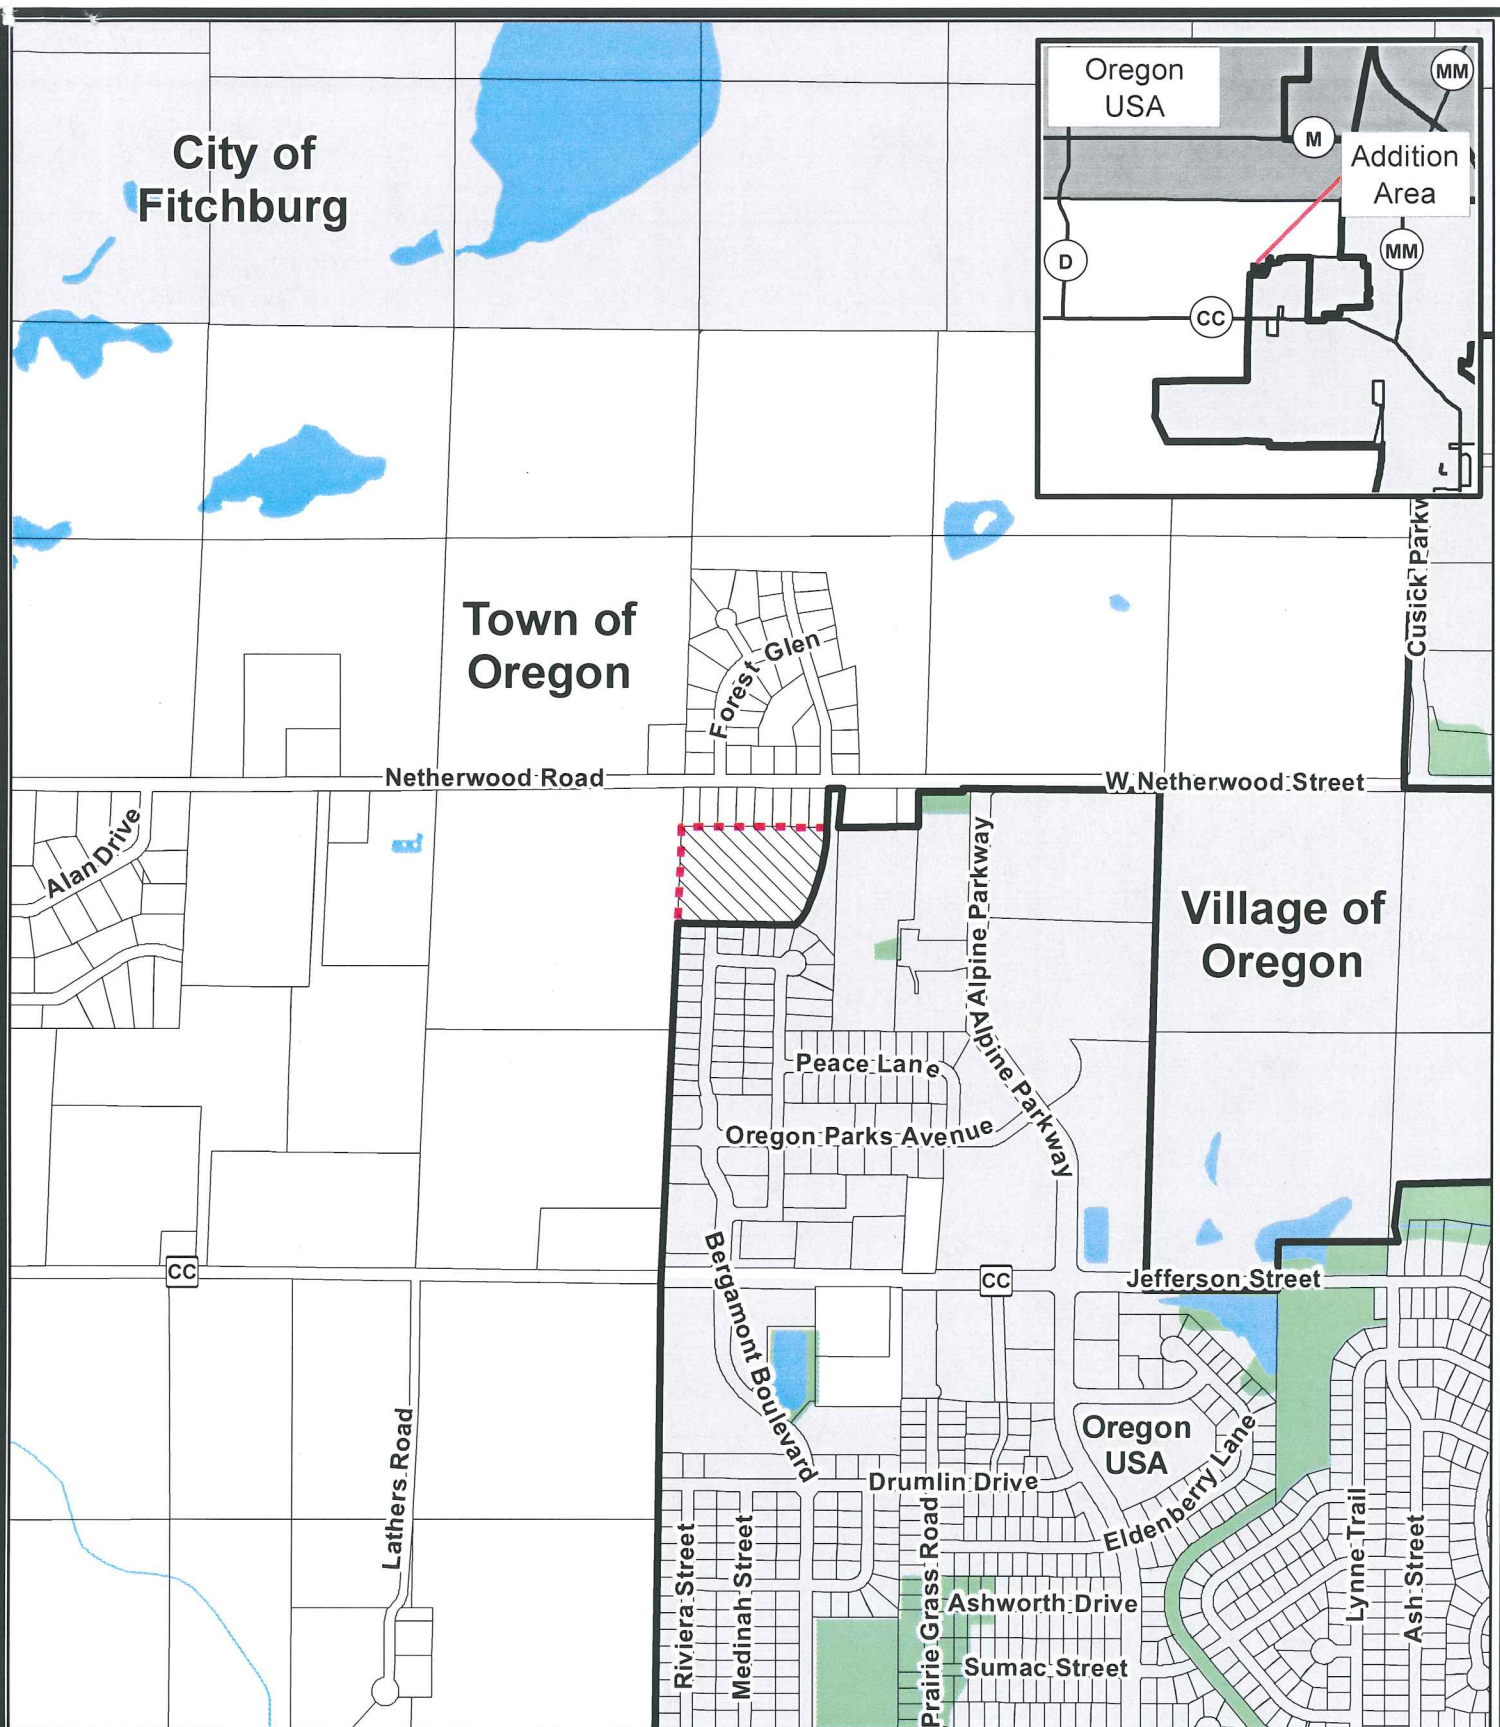 Oregon
USA
MM
M
Addition
Area
D
MM
CC
City of
Fitchburg
Cusick Parkw
Town of
Oregon
Forest Glen
Netherwood Road
W Netherwood Street
Alan Drive
Alpine Parkway
Village of
Oregon
Alpine Parkway
Peace Lane
Oregon Parks Avenue
CC
Bergamont Boulevard
CC
Jefferson Street
Lathers Road
Oregon
USA
Drumlin Drive
Eldenberry Lane
Riviera Street
Medinah Street
Prairie Grass Road
Ashworth Drive
Sumac Street
Lynne Trail
Ash Street